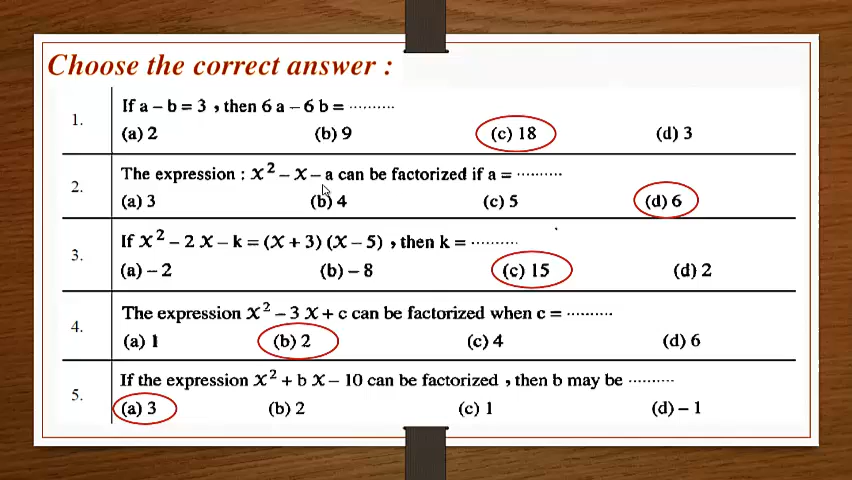 Choose the correct answer :
1. If a – b = 3 , then 6 a – 6 b = ··········
(a) 2 (b) 9 (c) 18 (d) 3
2. The expression : x² – x – a can be factorized if a = ··········
(a) 3 (b) 4 (c) 5 (d) 6
3. If x² – 2 x – k = (x + 3) (x – 5) , then k = ··········
(a) – 2 (b) – 8 (c) 15 (d) 2
4. The expression x² – 3 x + c can be factorized when c = ··········
(a) 1 (b) 2 (c) 4 (d) 6
5. If the expression x² + b x – 10 can be factorized , then b may be ··········
(a) 3 (b) 2 (c) 1 (d) – 1